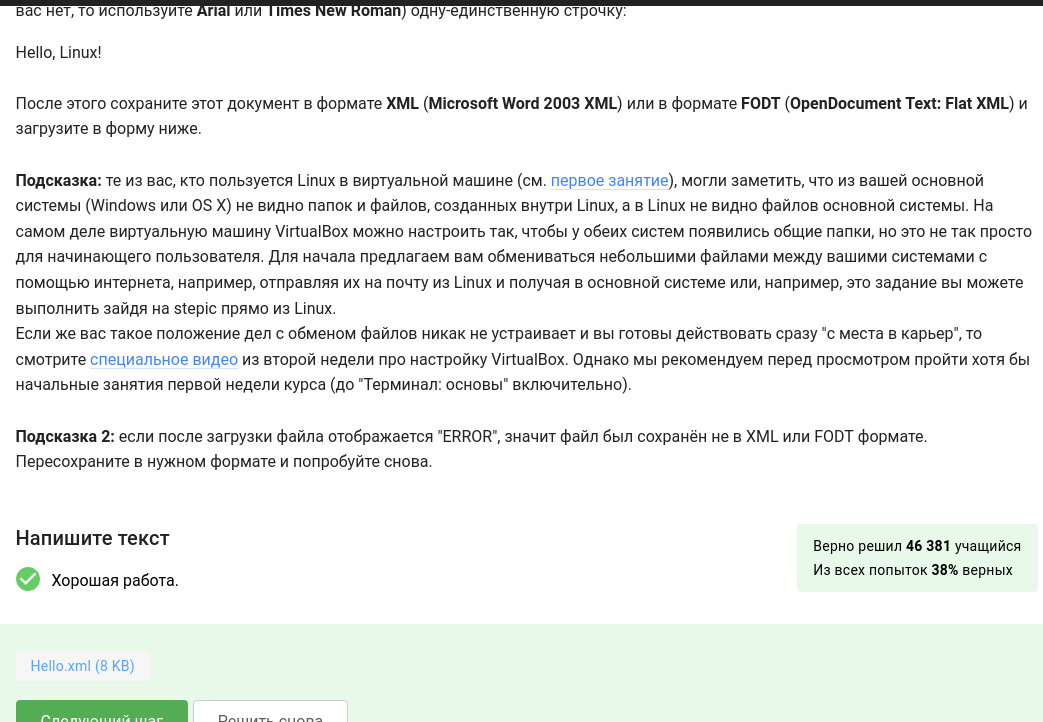 вас нет, то используйте Arial или Times New Roman) одну-единственную строчку:
Hello, Linux!
После этого сохраните этот документ в формате XML (Microsoft Word 2003 XML) или в формате FODT (OpenDocument Text: Flat XML) и
загрузите в форму ниже.
Подсказка: те из вас, кто пользуется Linux в виртуальной машине (см. первое занятие), могли заметить, что из вашей основной
системы (Windows или OS X) не видно папок и файлов, созданных внутри Linux, а в Linux не видно файлов основной системы. На
самом деле виртуальную машину VirtualBox можно настроить так, чтобы у обеих систем появились общие папки, но это не так просто
для начинающего пользователя. Для начала предлагаем вам обмениваться небольшими файлами между вашими системами с
помощью интернета, например, отправляя их на почту из Linux и получая в основной системе или, например, это задание вы можете
выполнить зайдя на stepic прямо из Linux.
Если же вас такое положение дел с обменом файлов никак не устраивает и вы готовы действовать сразу "с места в карьер", то
смотрите специальное видео из второй недели про настройку VirtualBox. Однако мы рекомендуем перед просмотром пройти хотя бы
начальные занятия первой недели курса (до "Терминал: основы" включительно).
Подсказка 2: если после загрузки файла отображается "ERROR", значит файл был сохранён не в XML или FODT формате.
Пересохраните в нужном формате и попробуйте снова.
Напишите текст
Хорошая работа.
Верно решил 46 381 учащийся
Из всех попыток 38% верных
Hello.xml (8 KB)
Следующий шаг
Решить снова